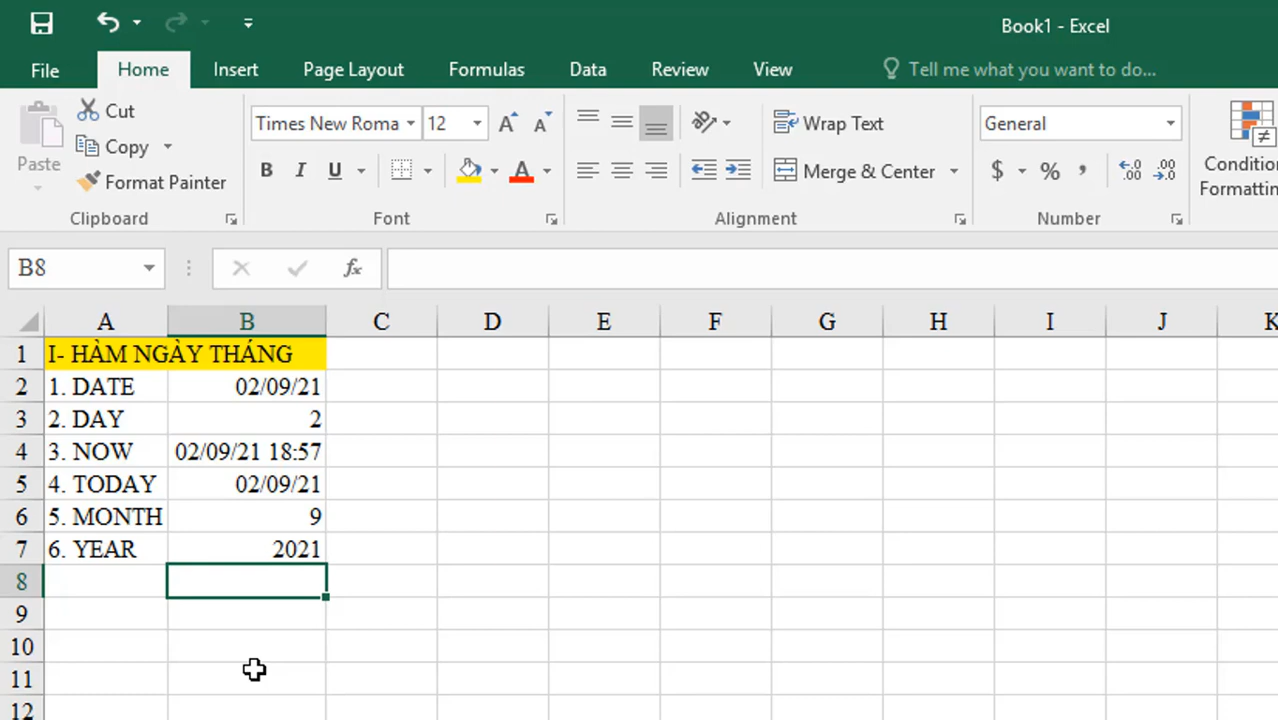 Book1 - Excel
File Home Insert Page Layout Formulas Data Review View Tell me what you want to do...
Paste
Cut
Copy
Format Painter
Clipboard
Times New Roma 12
B I U A
Font
Wrap Text
Merge & Center
Alignment
General
$ % ,
Number
Condition
Formattin
B8 fx
A B C D E F G H I J K
1 I- HÀM NGÀY THÁNG
2 1. DATE 02/09/21
3 2. DAY 2
4 3. NOW 02/09/21 18:57
5 4. TODAY 02/09/21
6 5. MONTH 9
7 6. YEAR 2021
8
9
10
11
12